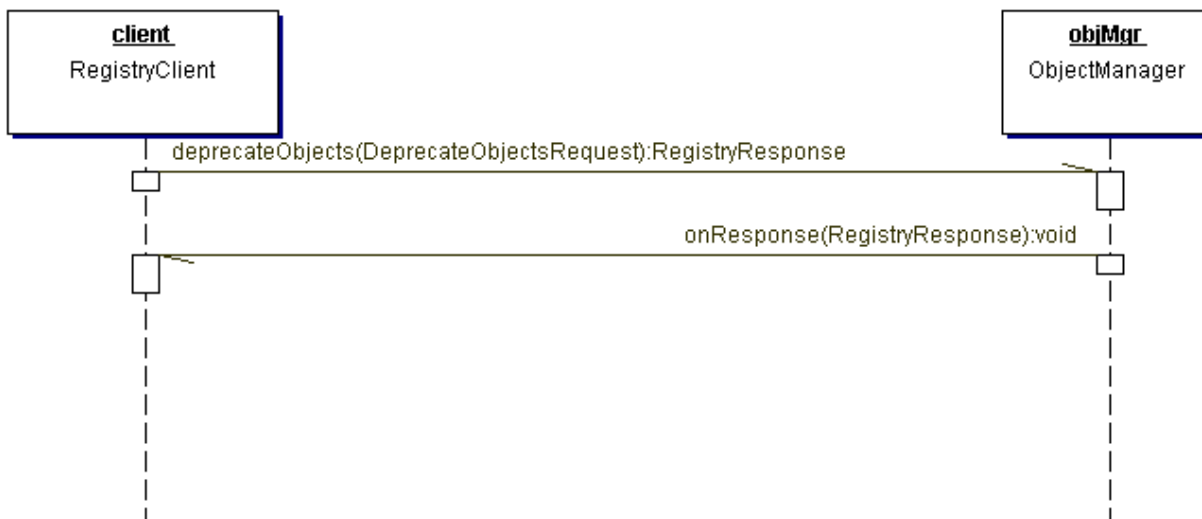 client
RegistryClient
objMgr
ObjectManager
deprecateObjects(DeprecateObjectsRequest):RegistryResponse
onResponse(RegistryResponse):void